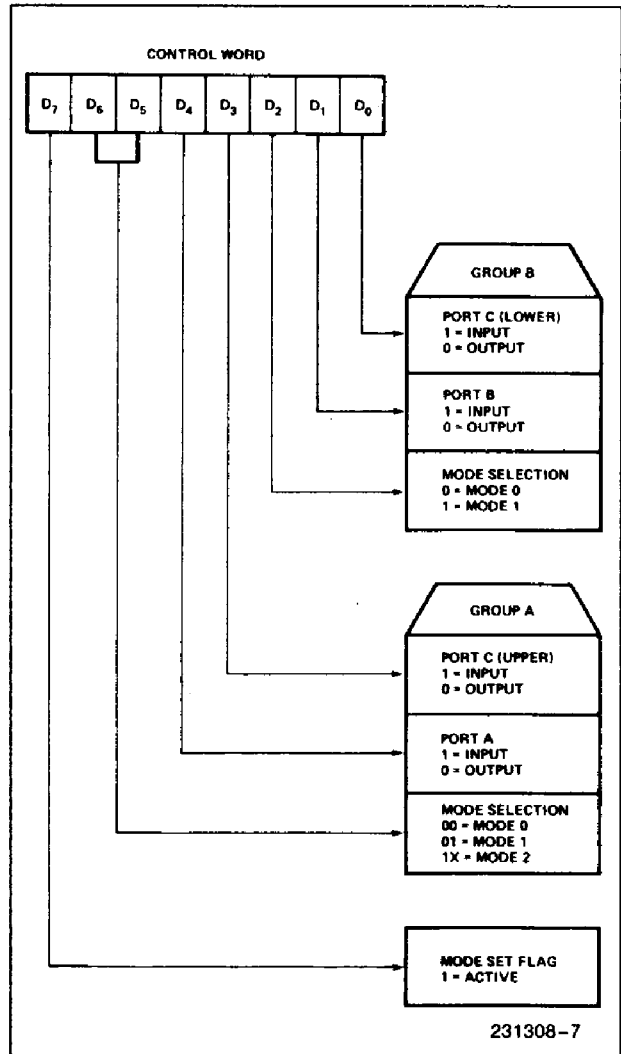 CONTROL WORD
D7 D6 D5 D4 D3 D2 D1 D0
GROUP B
PORT C (LOWER)
1 = INPUT
0 = OUTPUT
PORT B
1 = INPUT
0 = OUTPUT
MODE SELECTION
0 = MODE 0
1 = MODE 1
GROUP A
PORT C (UPPER)
1 = INPUT
0 = OUTPUT
PORT A
1 = INPUT
0 = OUTPUT
MODE SELECTION
00 = MODE 0
01 = MODE 1
1X = MODE 2
MODE SET FLAG
1 = ACTIVE
231308-7